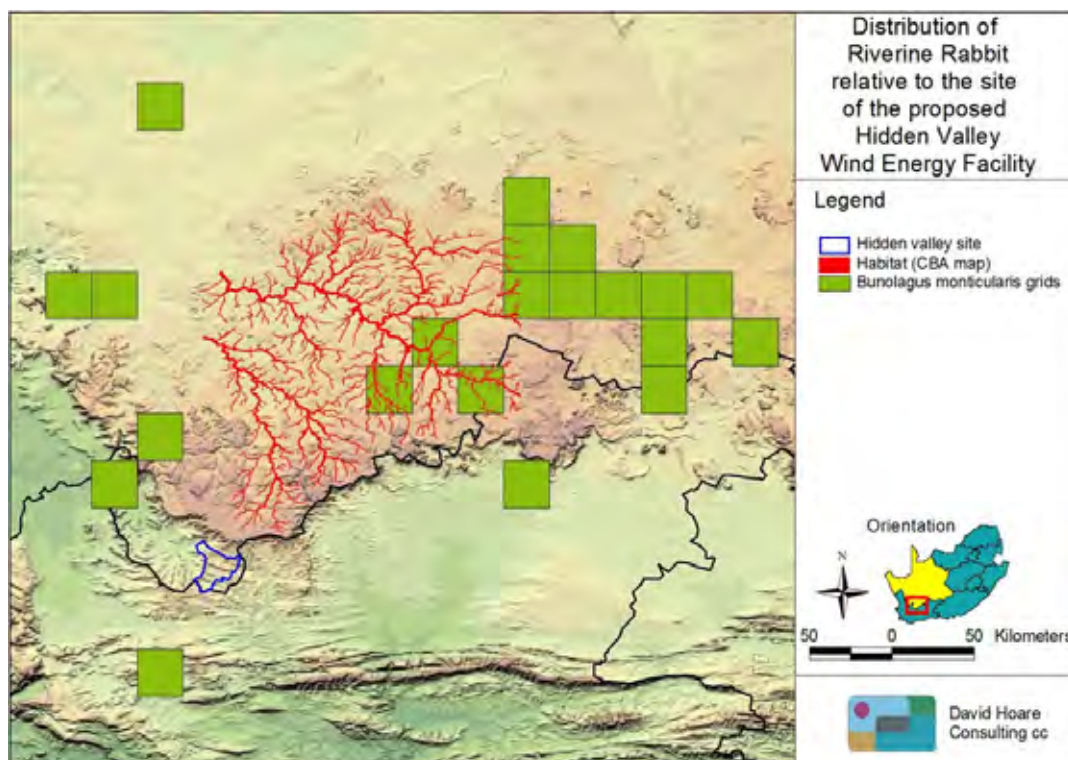 Distribution of
Riverine Rabbit
relative to the site
of the proposed
Hidden Valley
Wind Energy Facility
Legend
Hidden valley site
Habitat (CBA map)
Bunolagus monticularis grids
Orientation
N
50 0 50 Kilometers
David Hoare
Consulting cc